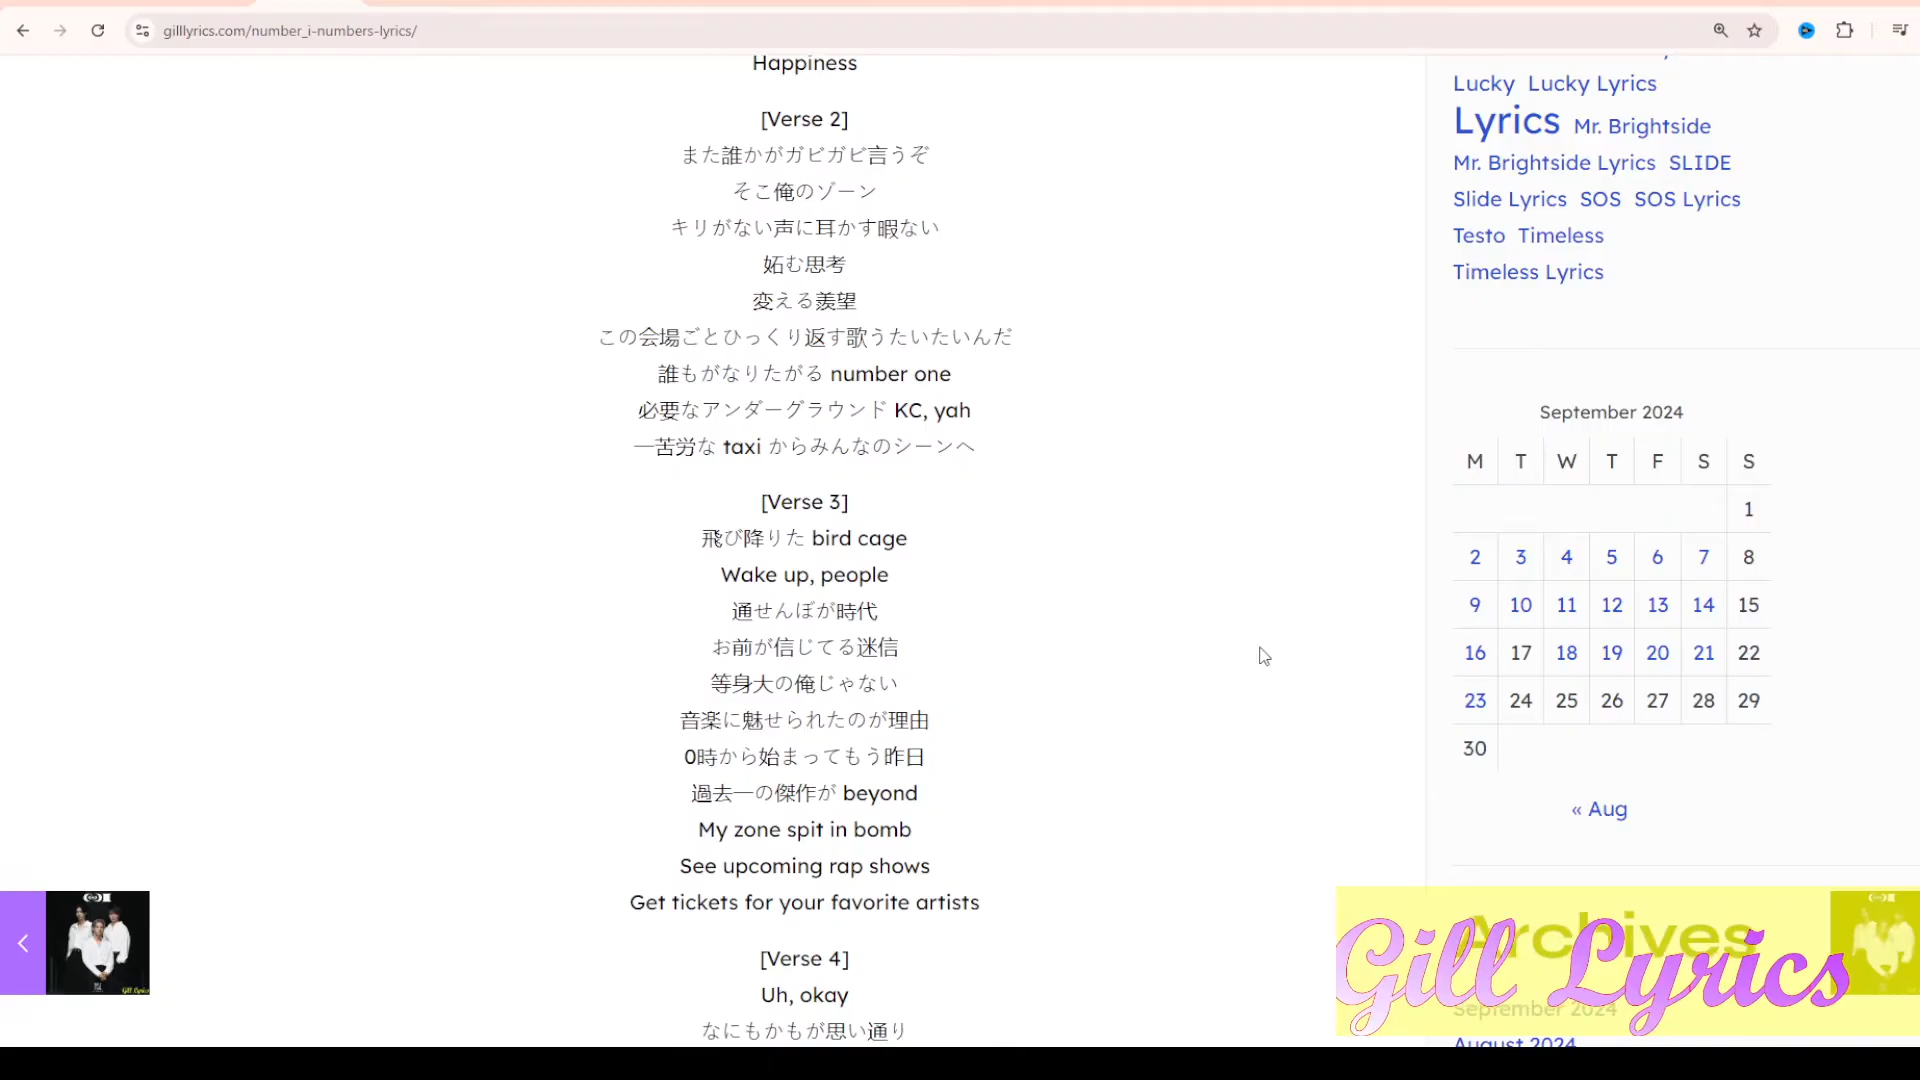 gilllyrics.com/number_i-numbers-lyrics/
Happiness
[Verse 2]
また誰かがガビガビ言うぞ
そこ俺のゾーン
キリがない声に耳かす暇ない
妬む思考
変える羨望
この会場ごとひっくり返す歌うたいたいんだ
誰もがなりたがる number one
必要なアンダーグラウンド KC, yah
一苦労な taxi からみんなのシーンへ
[Verse 3]
飛び降りた bird cage
Wake up, people
通せんぼが時代
お前が信じてる迷信
等身大の俺じゃない
音楽に魅せられたのが理由
0時から始まってもう昨日
過去一の傑作が beyond
My zone spit in bomb
See upcoming rap shows
Get tickets for your favorite artists
[Verse 4]
Uh, okay
なにもかもが思い通り
Lucky Lucky Lyrics
Lyrics Mr. Brightside
Mr. Brightside Lyrics SLIDE
Slide Lyrics SOS SOS Lyrics
Testo Timeless
Timeless Lyrics
September 2024
M T W T F S S
1
2 3 4 5 6 7 8
9 10 11 12 13 14 15
16 17 18 19 20 21 22
23 24 25 26 27 28 29
30
« Aug
Archives
Gill Lyrics
September 2024
August 2024
Gill Lyrics